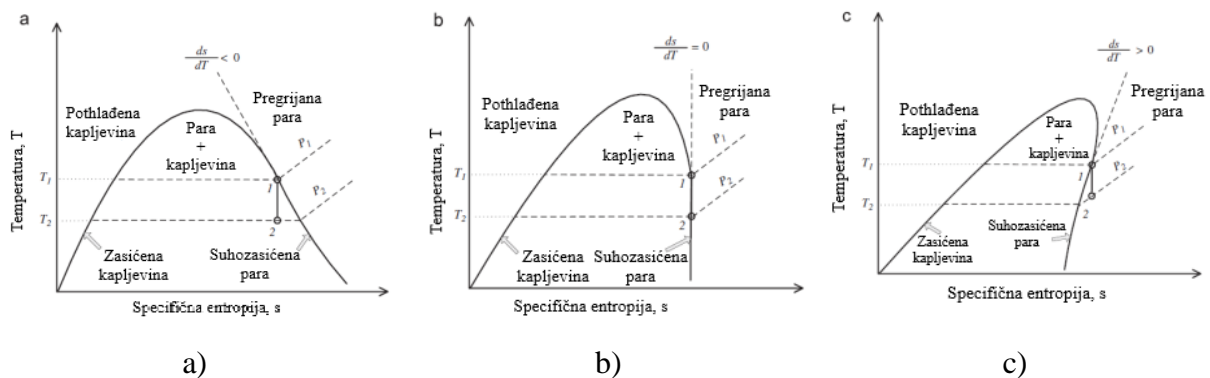 a
ds/dT < 0
Pothlađena
kapljevina
Pregrijana
para
Para
+
kapljevina
Temperatura, T
T1
T2
P1
P2
1
2
Zasićena
kapljevina
Suhozasićena
para
Specifična entropija, s
a)
b
ds/dT = 0
Pothlađena
kapljevina
Pregrijana
para
Para
+
kapljevina
Temperatura, T
T1
T2
P1
P2
1
2
Zasićena
kapljevina
Suhozasićena
para
Specifična entropija, s
b)
c
ds/dT > 0
Pothlađena
kapljevina
Pregrijana
para
Para
+
kapljevina
Temperatura, T
T1
T2
P1
P2
1
2
Zasićena
kapljevina
Suhozasićena
para
Specifična entropija, s
c)